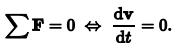 ∑ F = 0 ⇔ dv/dt = 0.